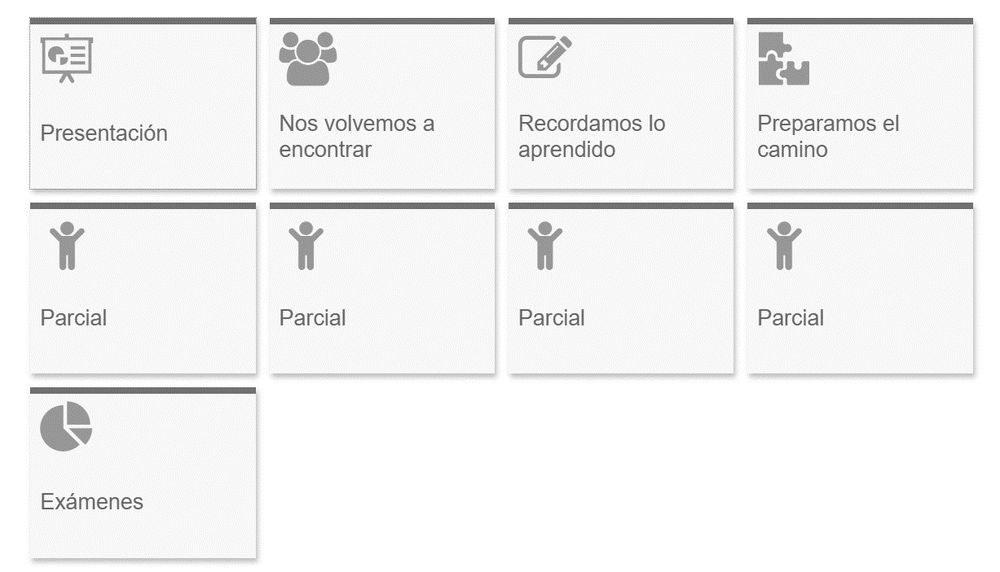 Presentación
Nos volvemos a
encontrar
Recordamos lo
aprendido
Preparamos el
camino
Parcial
Parcial
Parcial
Parcial
Exámenes